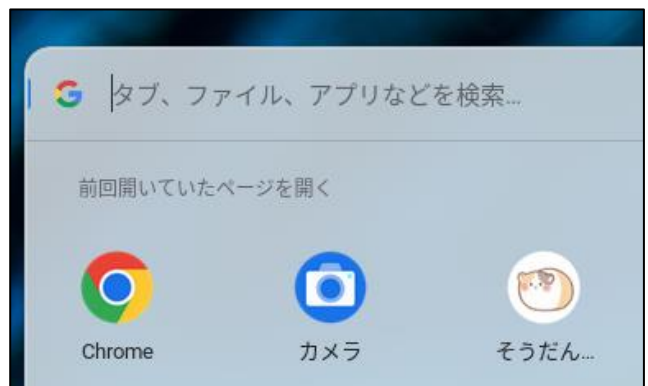 タブ、ファイル、アプリなどを検索...
前回開いていたページを開く
Chrome
カメラ
そうだん...